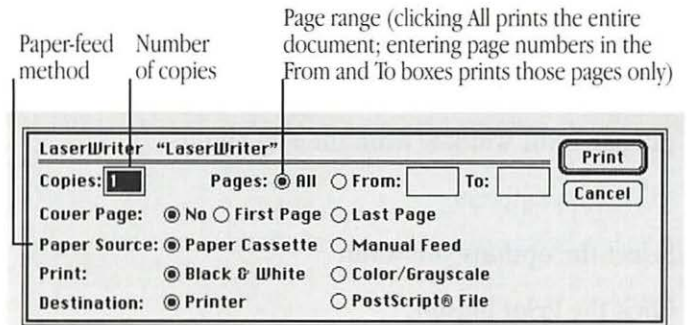 Page range (clicking All prints the entire
document; entering page numbers in the
From and To boxes prints those pages only)
Paper-feed
method
Number
of copies
LaserWriter "LaserWriter"
Print
Copies: 1 Pages: All From: To:
Cancel
Cover Page: No First Page Last Page
Paper Source: Paper Cassette Manual Feed
Print: Black & White Color/Grayscale
Destination: Printer PostScript® File